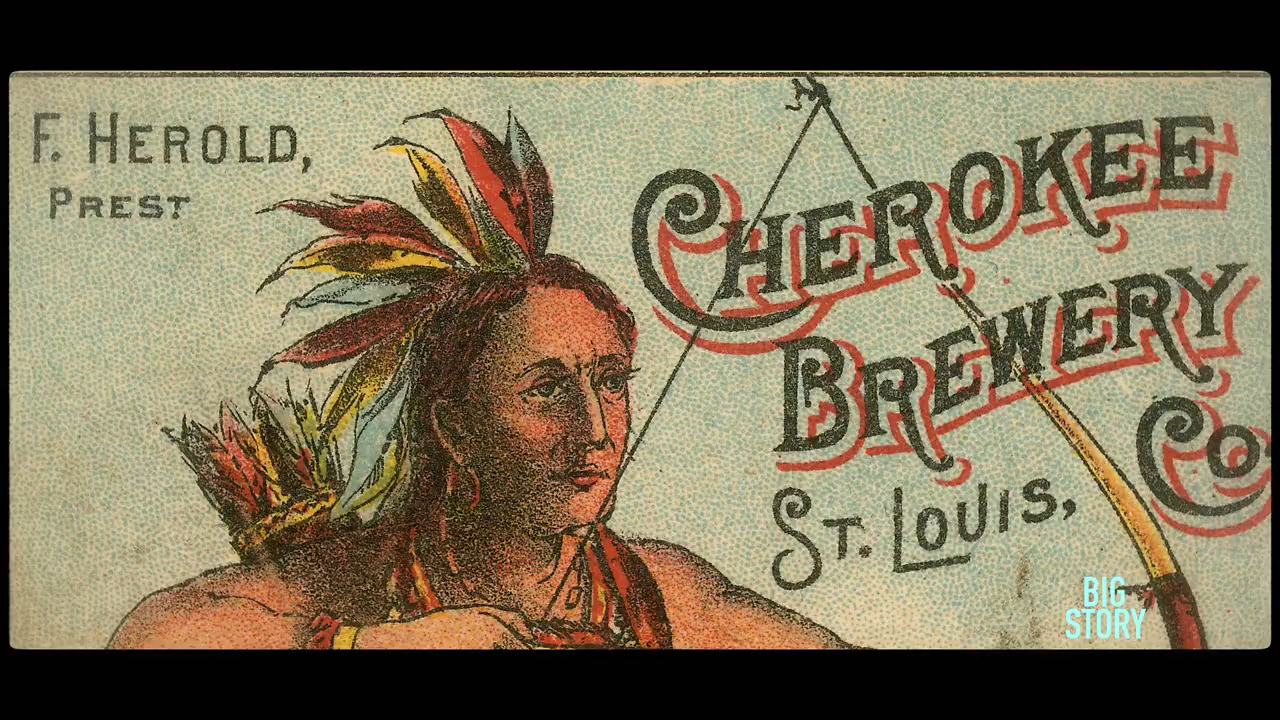 F. HEROLD,
PREST
CHEROKEE
BREWERY
CO.
ST. LOUIS,
BIG
STORY